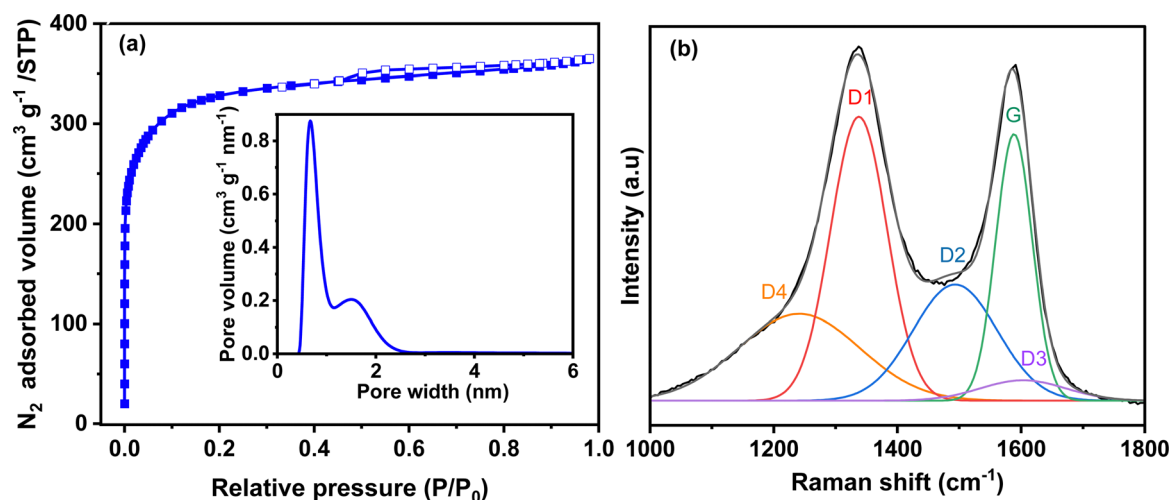 (a)
N₂ adsorbed volume (cm³ g⁻¹/STP)
400
300
200
100
0
0.0 0.2 0.4 0.6 0.8 1.0
Relative pressure (P/P₀)
Pore volume (cm³ g⁻¹ nm⁻¹)
0.8
0.6
0.4
0.2
0.0
0 2 4 6
Pore width (nm)
(b)
Intensity (a.u)
D1
G
D2
D4
D3
1000 1200 1400 1600 1800
Raman shift (cm⁻¹)